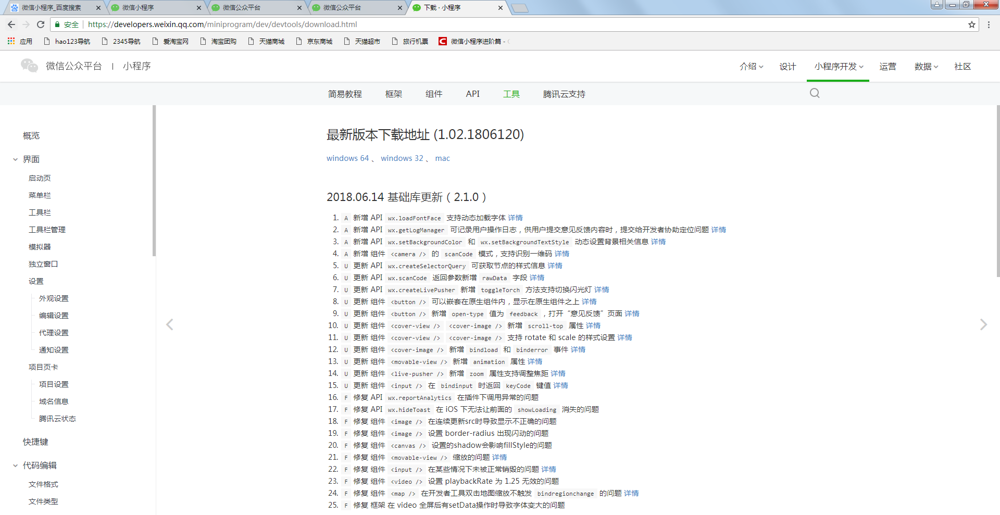 微信小程序_百度搜索 微信小程序 微信公众平台 微信公众平台 下载 · 小程序
安全 https://developers.weixin.qq.com/miniprogram/dev/devtools/download.html
应用 hao123导航 2345导航 爱淘宝网 淘宝团购 天猫商城 京东商城 天猫超市 旅行机票 微信小程序进阶篇 -
微信公众平台 | 小程序 介绍 设计 小程序开发 运营 数据 社区
简易教程 框架 组件 API 工具 腾讯云支持
概览
界面
启动页
菜单栏
工具栏
工具栏管理
模拟器
独立窗口
设置
外观设置
编辑设置
代理设置
通知设置
项目页卡
项目设置
域名信息
腾讯云状态
快捷键
代码编辑
文件格式
文件类型
最新版本下载地址 (1.02.1806120)
windows 64 、 windows 32 、 mac
2018.06.14 基础库更新（2.1.0）
1. A 新增 API wx.loadFontFace 支持动态加载字体 详情
2. A 新增 API wx.getLogManager 可记录用户操作日志，供用户提交意见反馈内容时，提交给开发者协助定位问题 详情
3. A 新增 API wx.setBackgroundColor 和 wx.setBackgroundTextStyle 动态设置背景相关信息 详情
4. A 新增 组件 <camera /> 的 scanCode 模式，支持识别一维码 详情
5. U 更新 API wx.createSelectorQuery 可获取节点的样式信息 详情
6. U 更新 API wx.scanCode 返回参数新增 rawData 字段 详情
7. U 更新 API wx.createLivePusher 新增 toggleTorch 方法支持切换闪光灯 详情
8. U 更新 组件 <button /> 可以嵌套在原生组件内，显示在原生组件之上 详情
9. U 更新 组件 <button /> 新增 open-type 值为 feedback ，打开“意见反馈”页面 详情
10. U 更新 组件 <cover-view /> <cover-image /> 新增 scroll-top 属性 详情
11. U 更新 组件 <cover-view /> <cover-image /> 支持 rotate 和 scale 的样式设置 详情
12. U 更新 组件 <cover-image /> 新增 bindload 和 binderror 事件 详情
13. U 更新 组件 <movable-view /> 新增 animation 属性 详情
14. U 更新 组件 <live-pusher /> 新增 zoom 属性支持调整焦距 详情
15. U 更新 组件 <input /> 在 bindinput 时返回 keyCode 键值 详情
16. F 修复 API wx.reportAnalytics 在插件下调用异常的问题
17. F 修复 API wx.hideToast 在 iOS 下无法让前面的 showLoading 消失的问题
18. F 修复 组件 <image /> 在连续更新src时导致显示不正确的问题
19. F 修复 组件 <image /> 设置 border-radius 出现闪动的问题
20. F 修复 组件 <canvas /> 设置的shadow会影响fillStyle的问题
21. F 修复 组件 <movable-view /> 缩放的问题 详情
22. F 修复 组件 <input /> 在某些情况下未被正常销毁的问题 详情
23. F 修复 组件 <video /> 设置 playbackRate 为 1.25 无效的问题
24. F 修复 组件 <map /> 在开发者工具双击地图缩放不触发 bindregionchange 的问题 详情
25. F 修复 框架 在 video 全屏后有setData操作时导致字体变大的问题